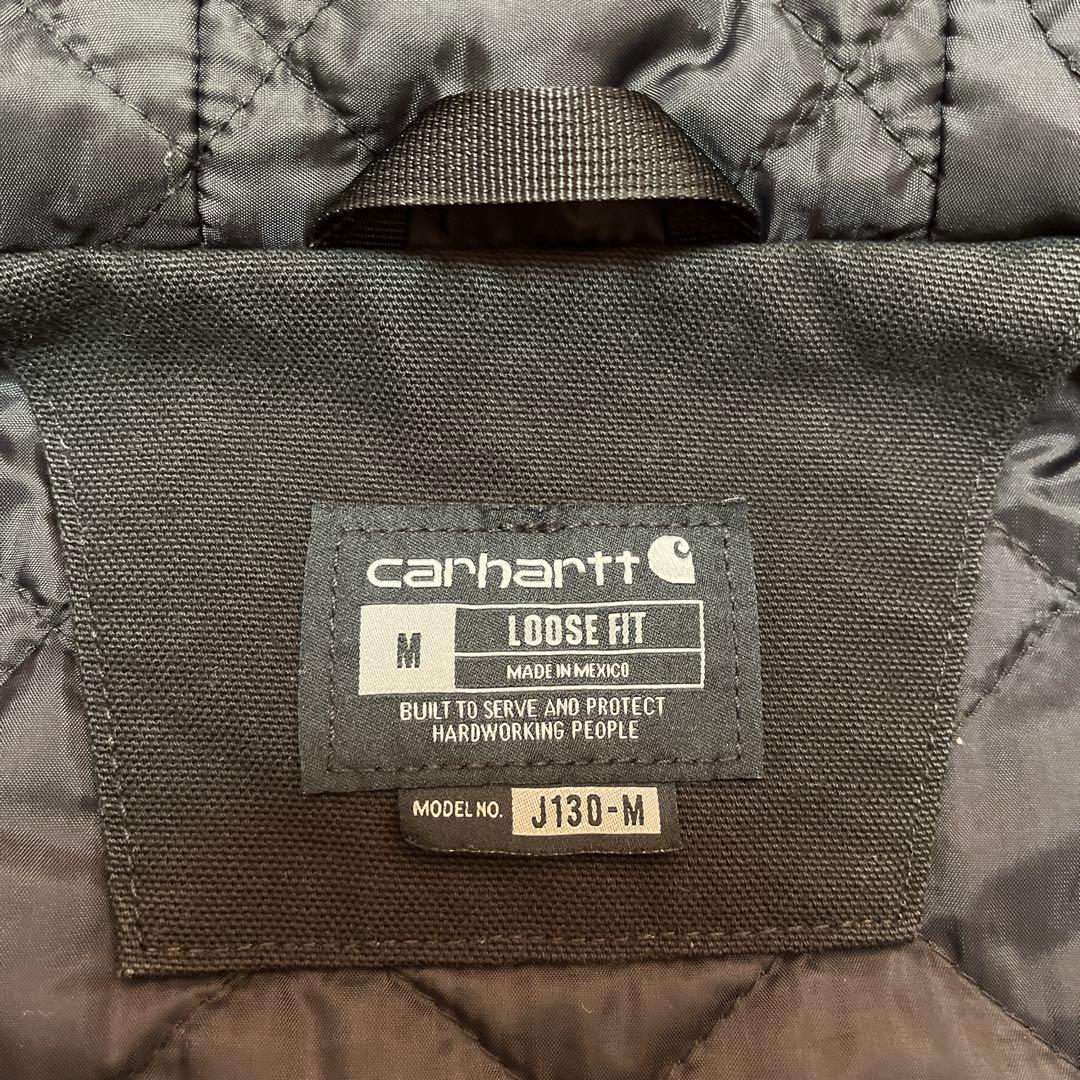 carhartt
M
LOOSE FIT
MADE IN MEXICO
BUILT TO SERVE AND PROTECT
HARDWORKING PEOPLE
MODEL NO. J130-M